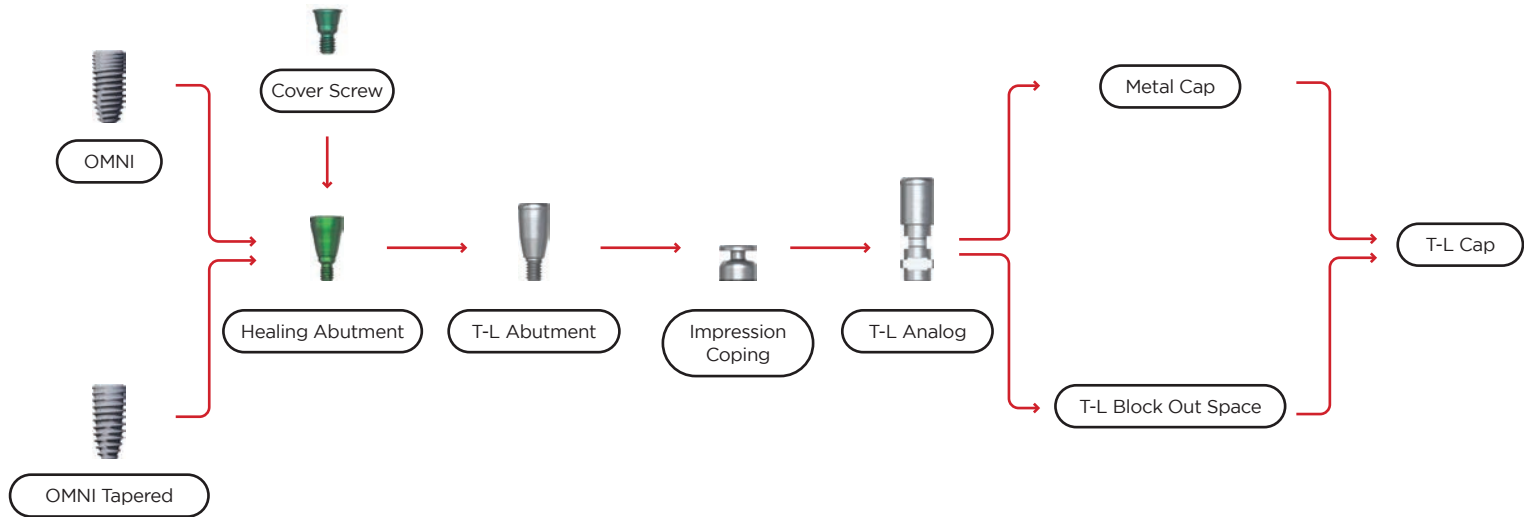 Cover Screw
Metal Cap
OMNI
T-L Cap
Healing Abutment
T-L Abutment
Impression
Coping
T-L Analog
T-L Block Out Space
OMNI Tapered